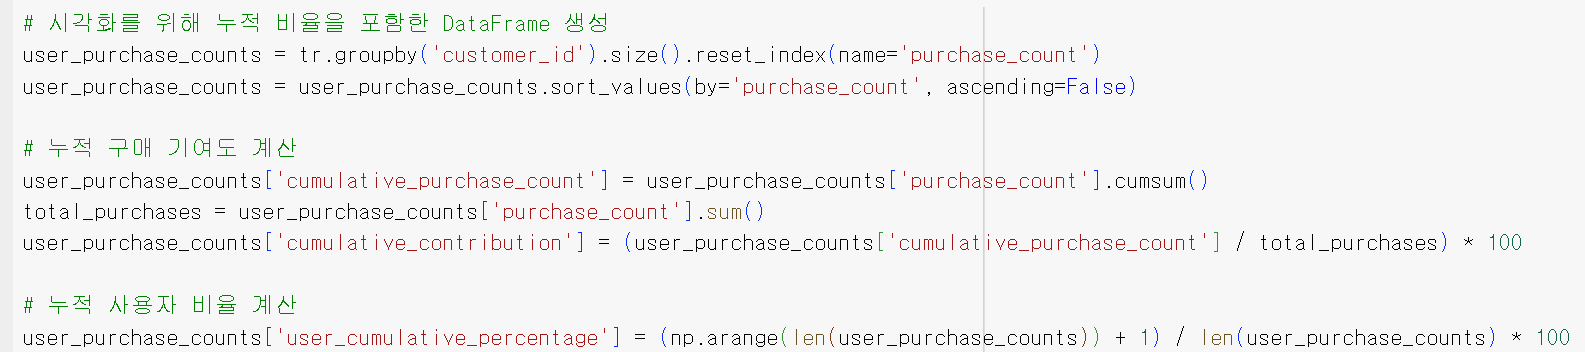 # 시각화를 위해 누적 비율을 포함한 DataFrame 생성
user_purchase_counts = tr.groupby('customer_id').size().reset_index(name='purchase_count')
user_purchase_counts = user_purchase_counts.sort_values(by='purchase_count', ascending=False)
# 누적 구매 기여도 계산
user_purchase_counts['cumulative_purchase_count'] = user_purchase_counts['purchase_count'].cumsum()
total_purchases = user_purchase_counts['purchase_count'].sum()
user_purchase_counts['cumulative_contribution'] = (user_purchase_counts['cumulative_purchase_count'] / total_purchases) * 100
# 누적 사용자 비율 계산
user_purchase_counts['user_cumulative_percentage'] = (np.arange(len(user_purchase_counts)) + 1) / len(user_purchase_counts) * 100